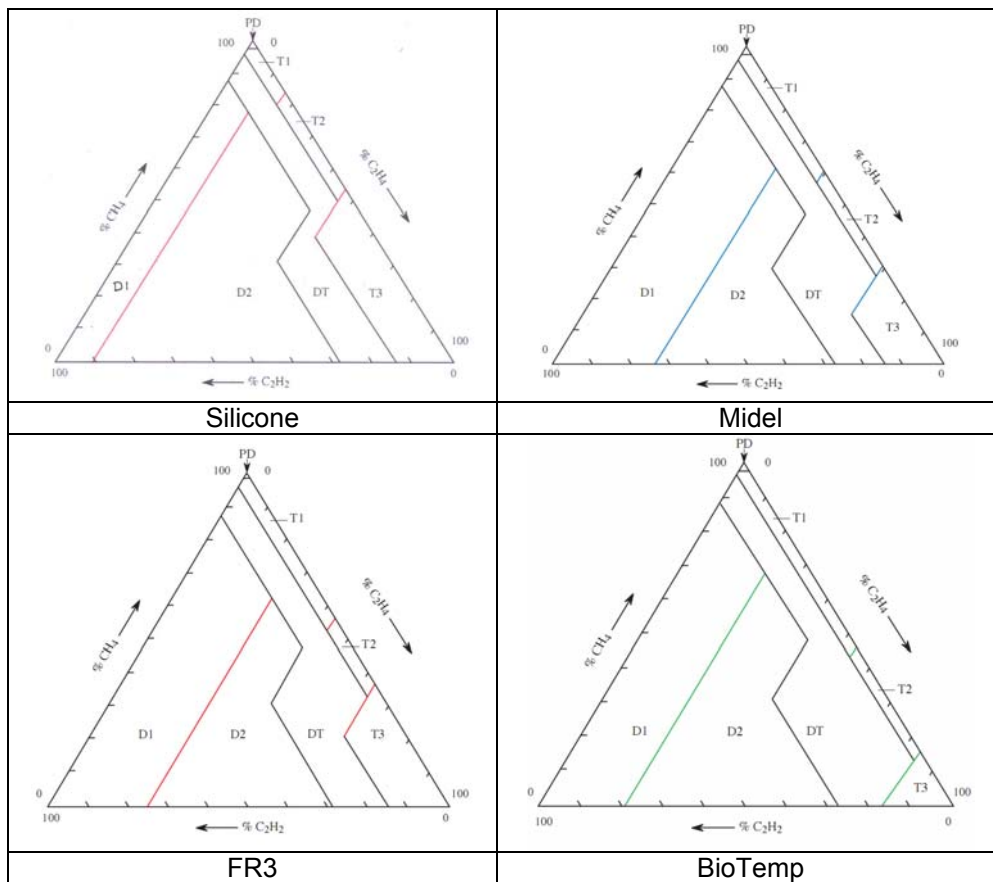 PD
100 0
T1
T2
% C₂H₄
% CH₄
D1
D2
DT
T3
0
100
100
0
% C₂H₂
Silicone
PD
100
T1
% C₂H₄
% CH₄
T2
D1
D2
DT
T3
0
100
100
0
% C₂H₂
Midel
PD
100 0
T1
% C₂H₄
% CH₄
T2
D1
D2
DT
T3
0
100
100
0
% C₂H₂
FR3
PD
100 0
T1
% C₂H₄
% CH₄
T2
D1
D2
DT
T3
0
100
100
0
% C₂H₂
BioTemp